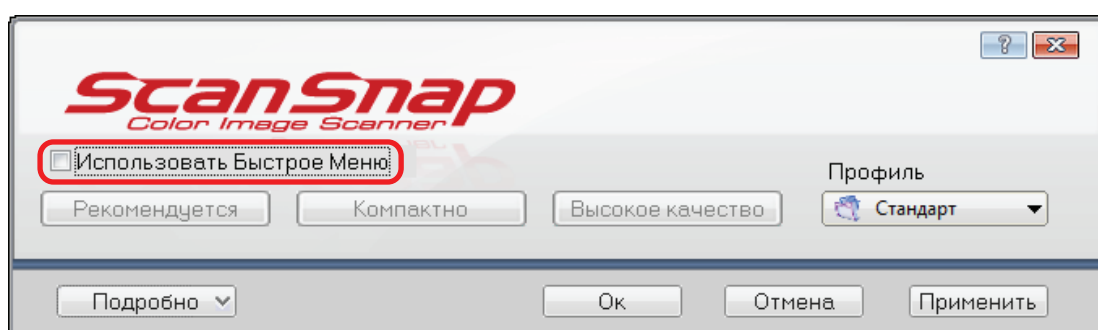 ScanSnap
Color Image Scanner
Использовать Быстрое Меню
Профиль
Рекомендуется Компактно Высокое качество Стандарт
Подробно Ок Отмена Применить